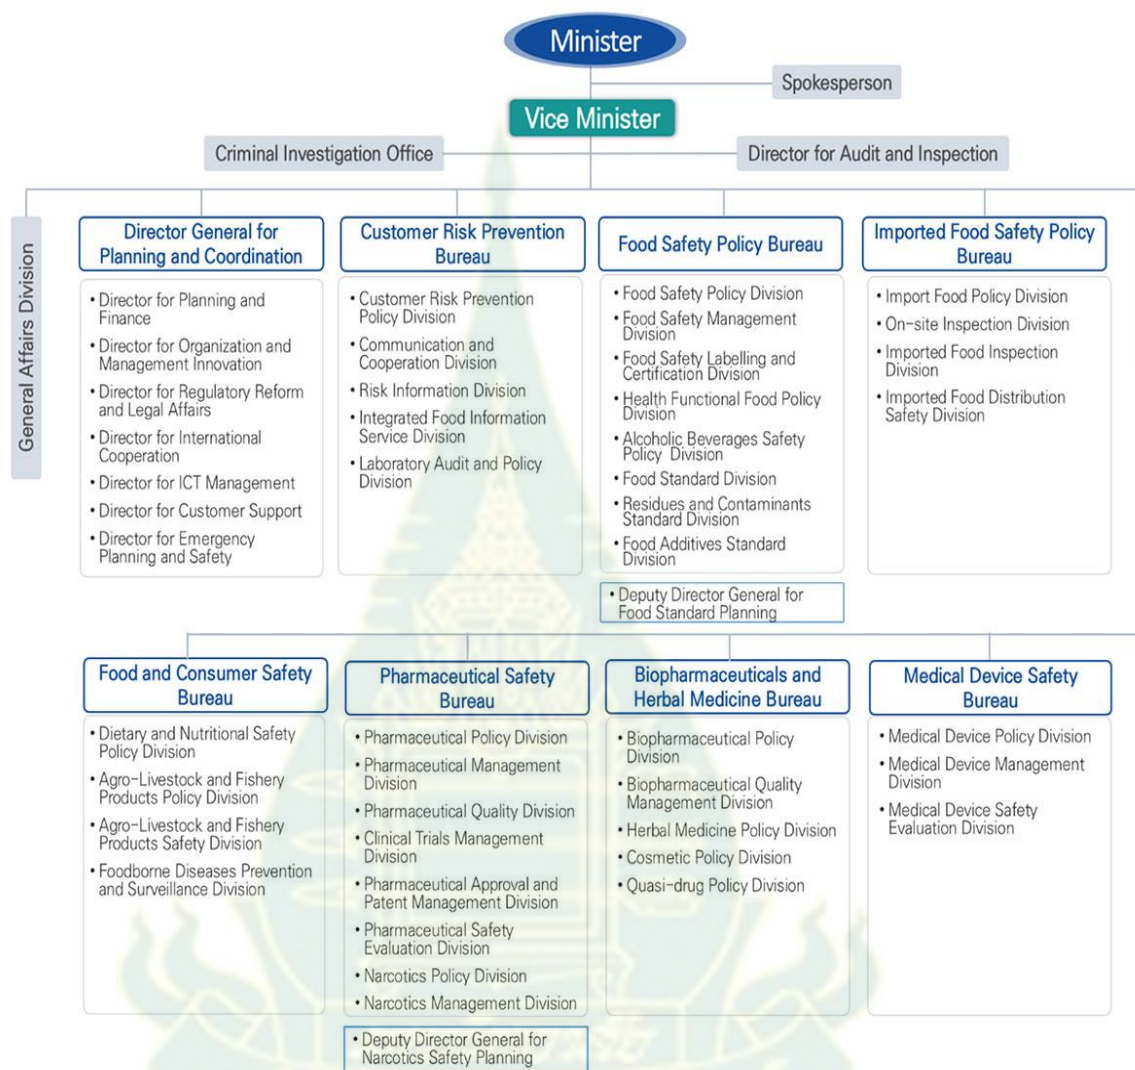 Minister
Spokesperson
Vice Minister
Criminal Investigation Office
Director for Audit and Inspection
General Affairs Division
Director General for
Planning and Coordination
• Director for Planning and
Finance
• Director for Organization and
Management Innovation
• Director for Regulatory Reform
and Legal Affairs
• Director for International
Cooperation
• Director for ICT Management
• Director for Customer Support
• Director for Emergency
Planning and Safety
Customer Risk Prevention
Bureau
• Customer Risk Prevention
Policy Division
• Communication and
Cooperation Division
• Risk Information Division
• Integrated Food Information
Service Division
• Laboratory Audit and Policy
Division
Food Safety Policy Bureau
• Food Safety Policy Division
• Food Safety Management
Division
• Food Safety Labelling and
Certification Division
• Health Functional Food Policy
Division
• Alcoholic Beverages Safety
Policy Division
• Food Standard Division
• Residues and Contaminants
Standard Division
• Food Additives Standard
Division
• Deputy Director General for
Food Standard Planning
Imported Food Safety Policy
Bureau
• Import Food Policy Division
• On-site Inspection Division
• Imported Food Inspection
Division
• Imported Food Distribution
Safety Division
Food and Consumer Safety
Bureau
• Dietary and Nutritional Safety
Policy Division
• Agro-Livestock and Fishery
Products Policy Division
• Agro-Livestock and Fishery
Products Safety Division
• Foodborne Diseases Prevention
and Surveillance Division
Pharmaceutical Safety
Bureau
• Pharmaceutical Policy Division
• Pharmaceutical Management
Division
• Pharmaceutical Quality Division
• Clinical Trials Management
Division
• Pharmaceutical Approval and
Patent Management Division
• Pharmaceutical Safety
Evaluation Division
• Narcotics Policy Division
• Narcotics Management Division
• Deputy Director General for
Narcotics Safety Planning
Biopharmaceuticals and
Herbal Medicine Bureau
• Biopharmaceutical Policy
Division
• Biopharmaceutical Quality
Management Division
• Herbal Medicine Policy Division
• Cosmetic Policy Division
• Quasi-drug Policy Division
Medical Device Safety
Bureau
• Medical Device Policy Division
• Medical Device Management
Division
• Medical Device Safety
Evaluation Division